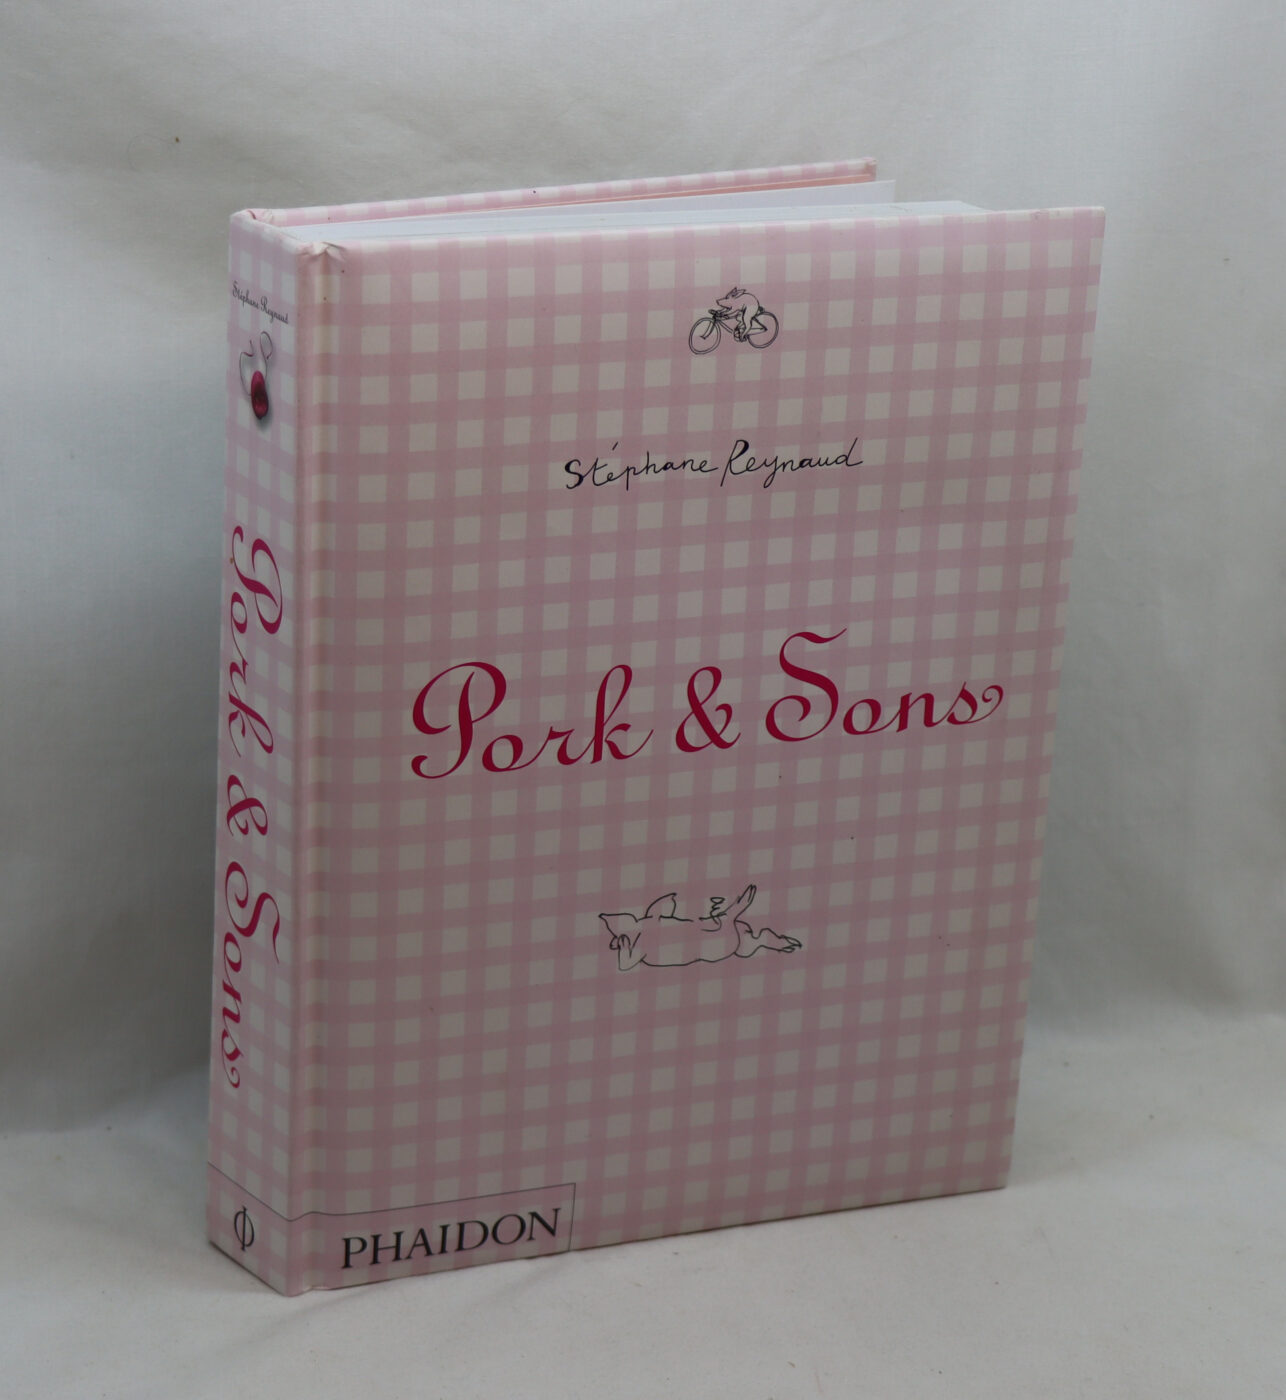 Stéphane Reynaud
Pork & Sons
PHAIDON
Stéphane Reynaud
Pork & Sons